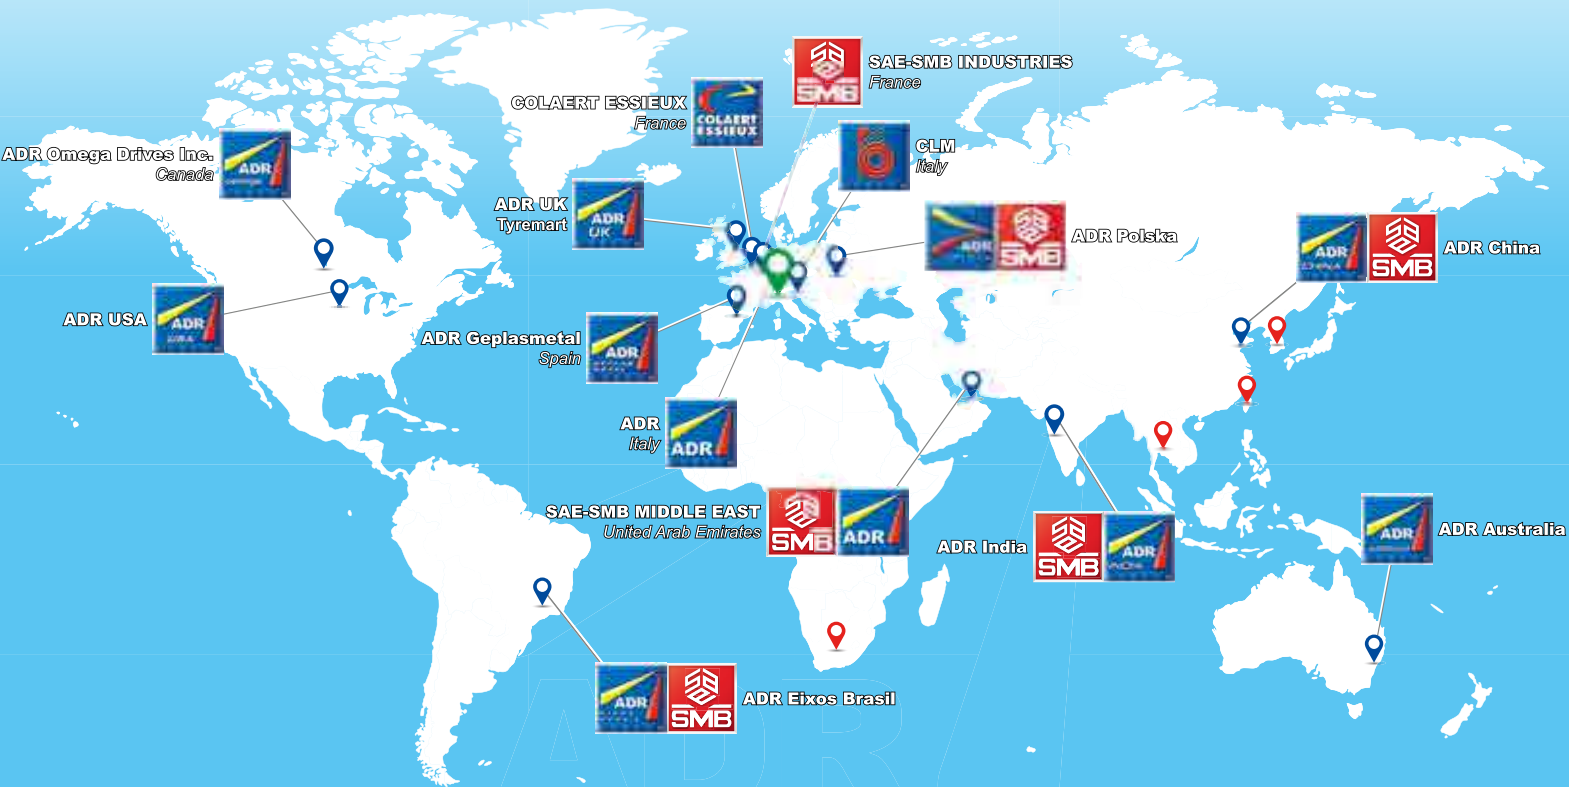 SAE-SMB INDUSTRIES
France
SMB
COLAERT ESSIEUX
France
COLAERT
ESSIEUX
CLM
Italy
ADR Omega Drives Inc.
Canada
ADR
ADR UK
Tyremart
ADR
UK
ADR
SMB
ADR Polska
ADR
SMB
ADR China
ADR USA
ADR
USA
ADR Geplasmetal
Spain
ADR
ADR
Italy
ADR
SAE-SMB MIDDLE EAST
United Arab Emirates
SMB
ADR
ADR India
SMB
ADR
ADR
ADR Australia
ADR
SMB
ADR Eixos Brasil
ADR